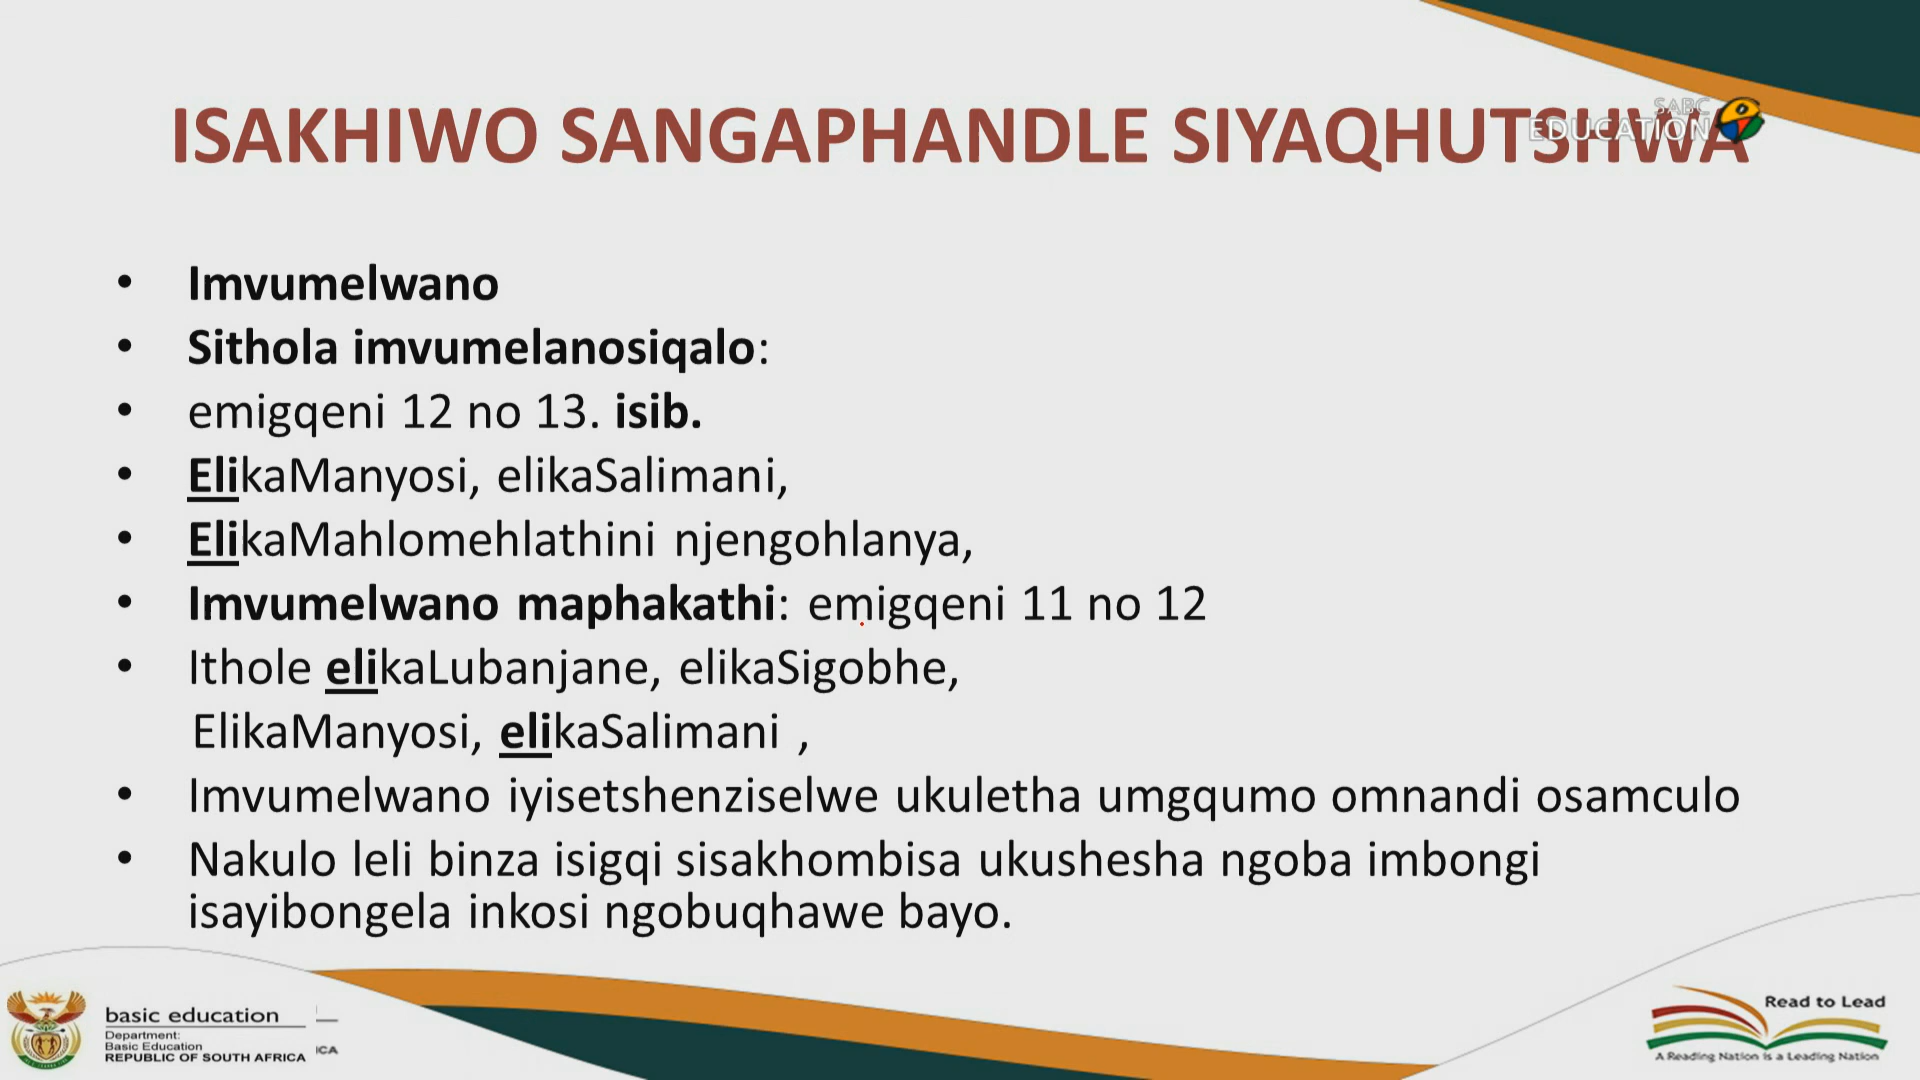 ISAKHIWO SANGAPHANDLE SIYAQHUTSHWA
SABC
EDUCATION
• Imvumelwano
• Sithola imvumelanosiqalo:
• emigqeni 12 no 13. isib.
• ElikaManyosi, elikaSalimani,
• ElikaMahlomehlathini njengohlanya,
• Imvumelwano maphakathi: emigqeni 11 no 12
• Ithole elikaLubanjane, elikaSigobhe,
ElikaManyosi, elikaSalimani ,
• Imvumelwano iyisetshenziselwe ukuletha umgqumo omnandi osamculo
• Nakulo leli binza isigqi sisakhombisa ukushesha ngoba imbongi
isayibongela inkosi ngobuqhawe bayo.
basic education
Department:
Basic Education
REPUBLIC OF SOUTH AFRICA
ICA
Read to Lead
A Reading Nation is a Leading Nation